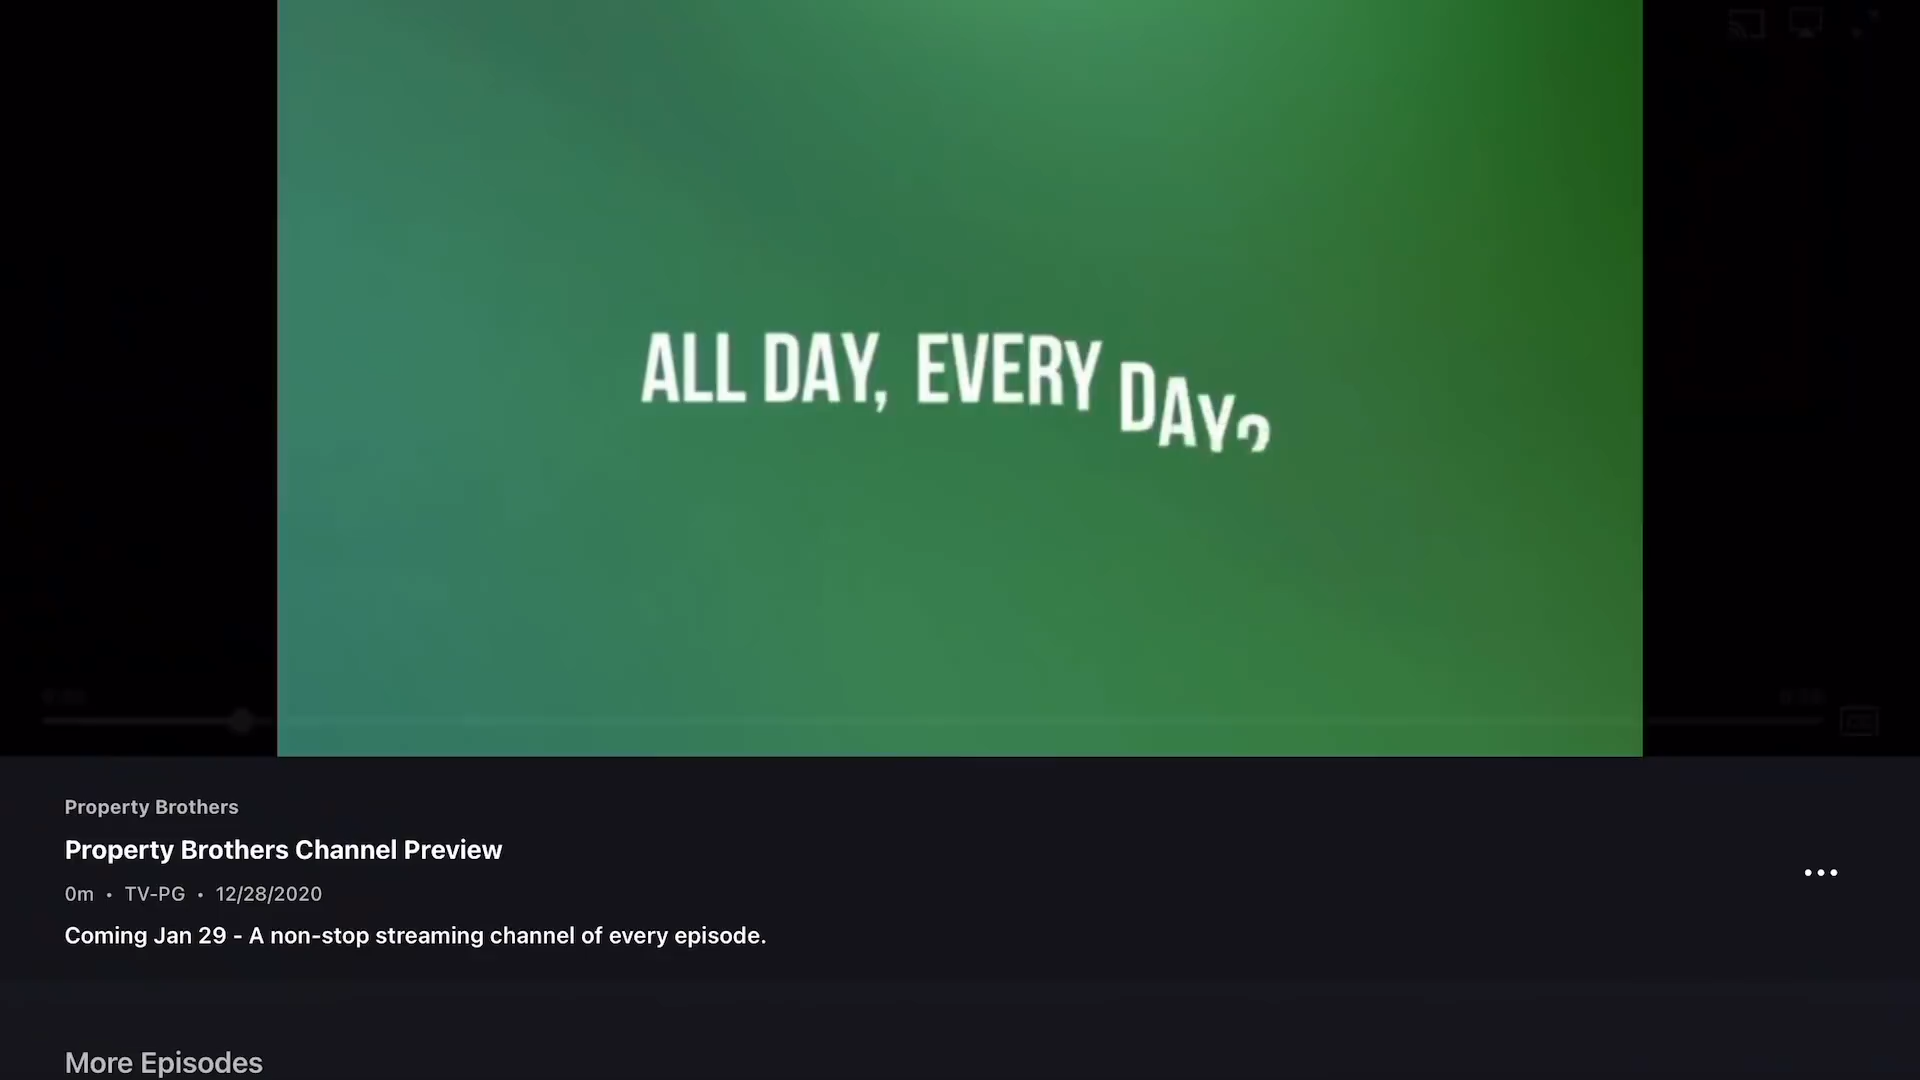 ALL DAY, EVERY DAY?
Property Brothers
Property Brothers Channel Preview
0m • TV-PG • 12/28/2020
Coming Jan 29 - A non-stop streaming channel of every episode.
More Episodes